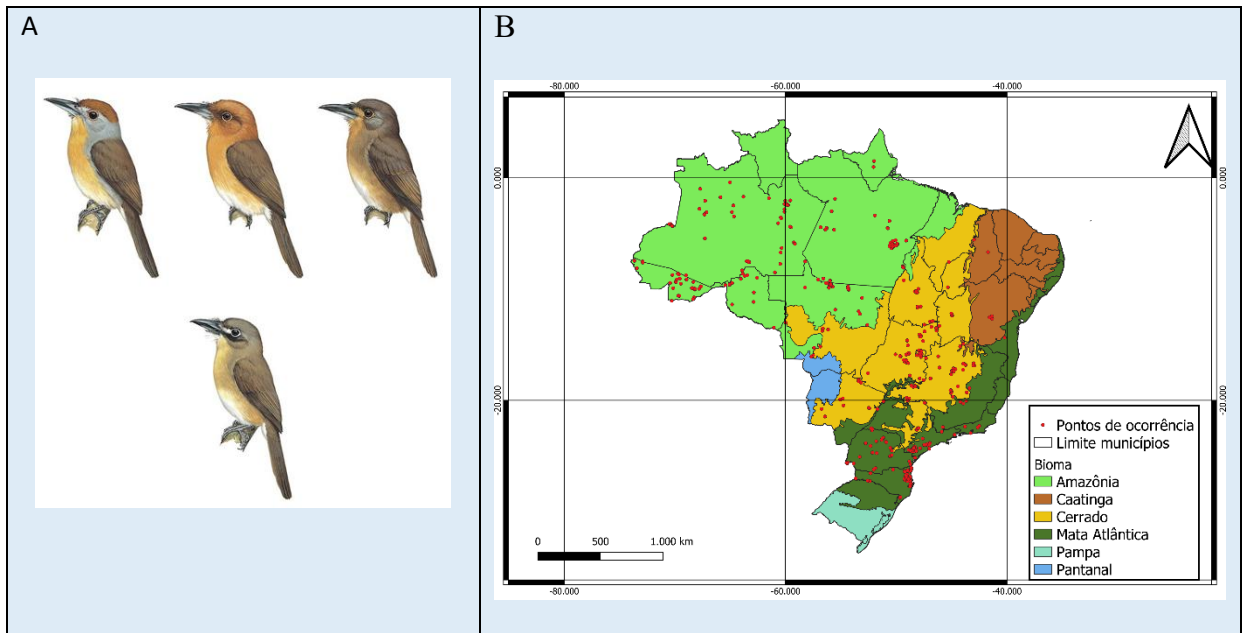 A
B
-80.000 -60.000 -40.000
0.000 0.000
-20.000 -20.000
Pontos de ocorrência
Limite municípios
Bioma
Amazônia
Caatinga
Cerrado
Mata Atlântica
Pampa
Pantanal
0 500 1.000 km
-80.000 -60.000 -40.000